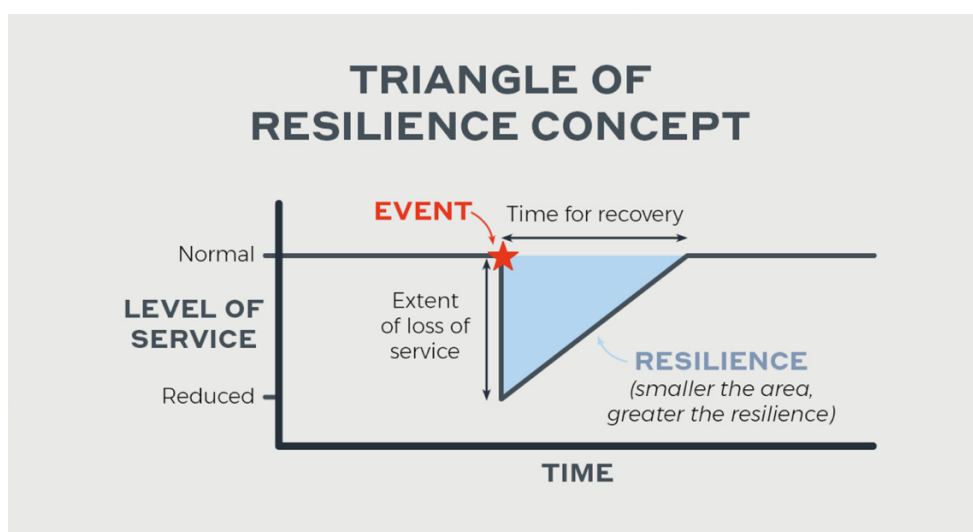 TRIANGLE OF
RESILIENCE CONCEPT
EVENT
Time for recovery
Normal
LEVEL OF
SERVICE
Extent
of loss of
service
Reduced
RESILIENCE
(smaller the area,
greater the resilience)
TIME